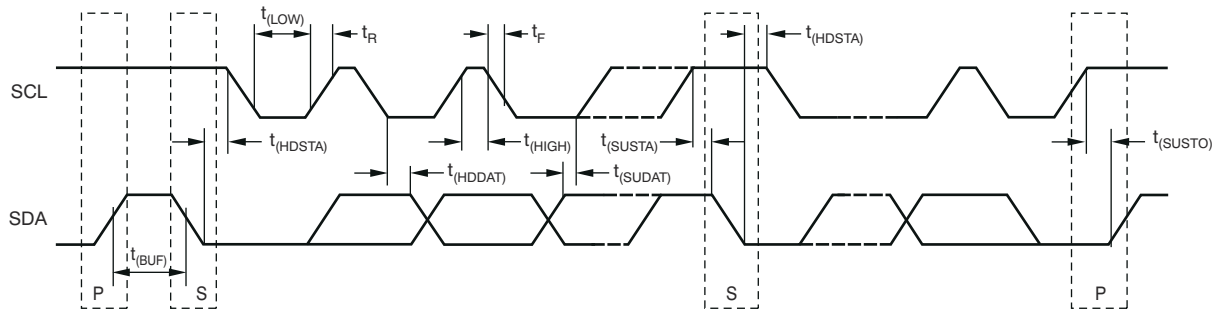 t(LOW)
tR
tF
t(HDSTA)
SCL
t(HDSTA)
t(HIGH)
t(SUSTA)
t(SUSTO)
t(HDDAT)
t(SUDAT)
SDA
t(BUF)
P
S
S
P